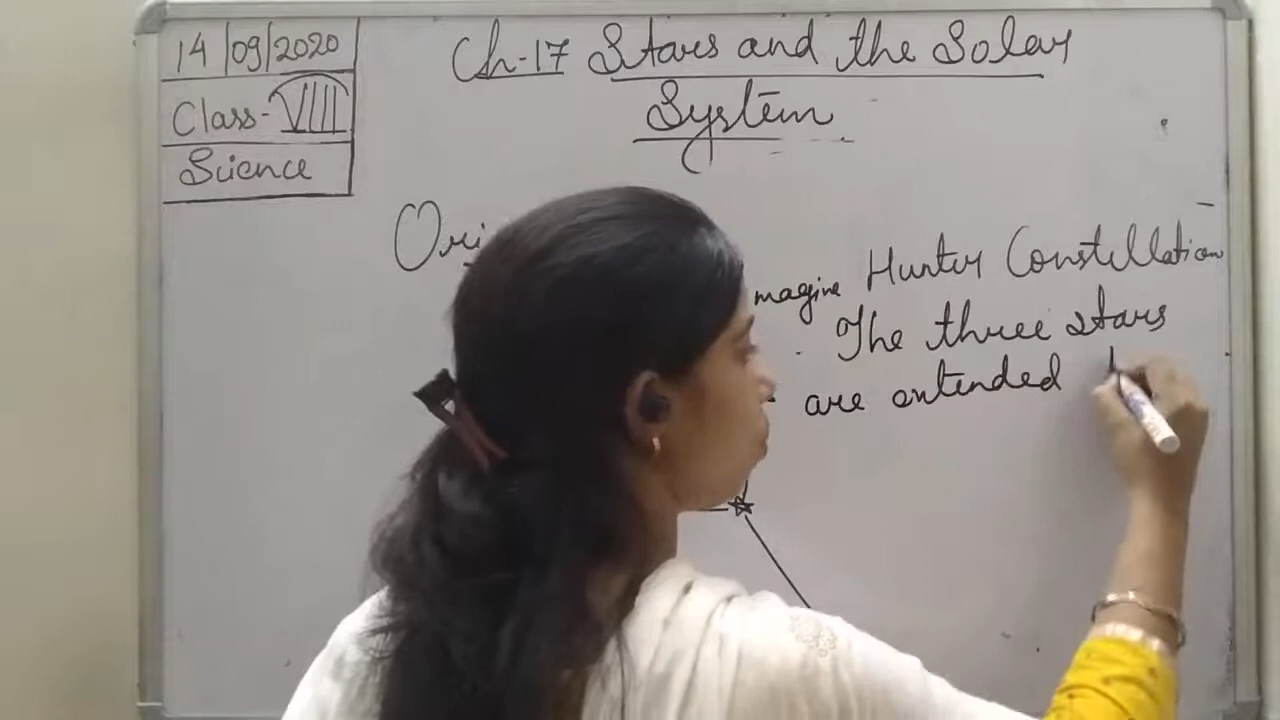 14/09/2020
Class-VIII
Science
Ch-17 Stars and the Solar
System
Ori
magine Hunter Constellation
The three stars
are entended